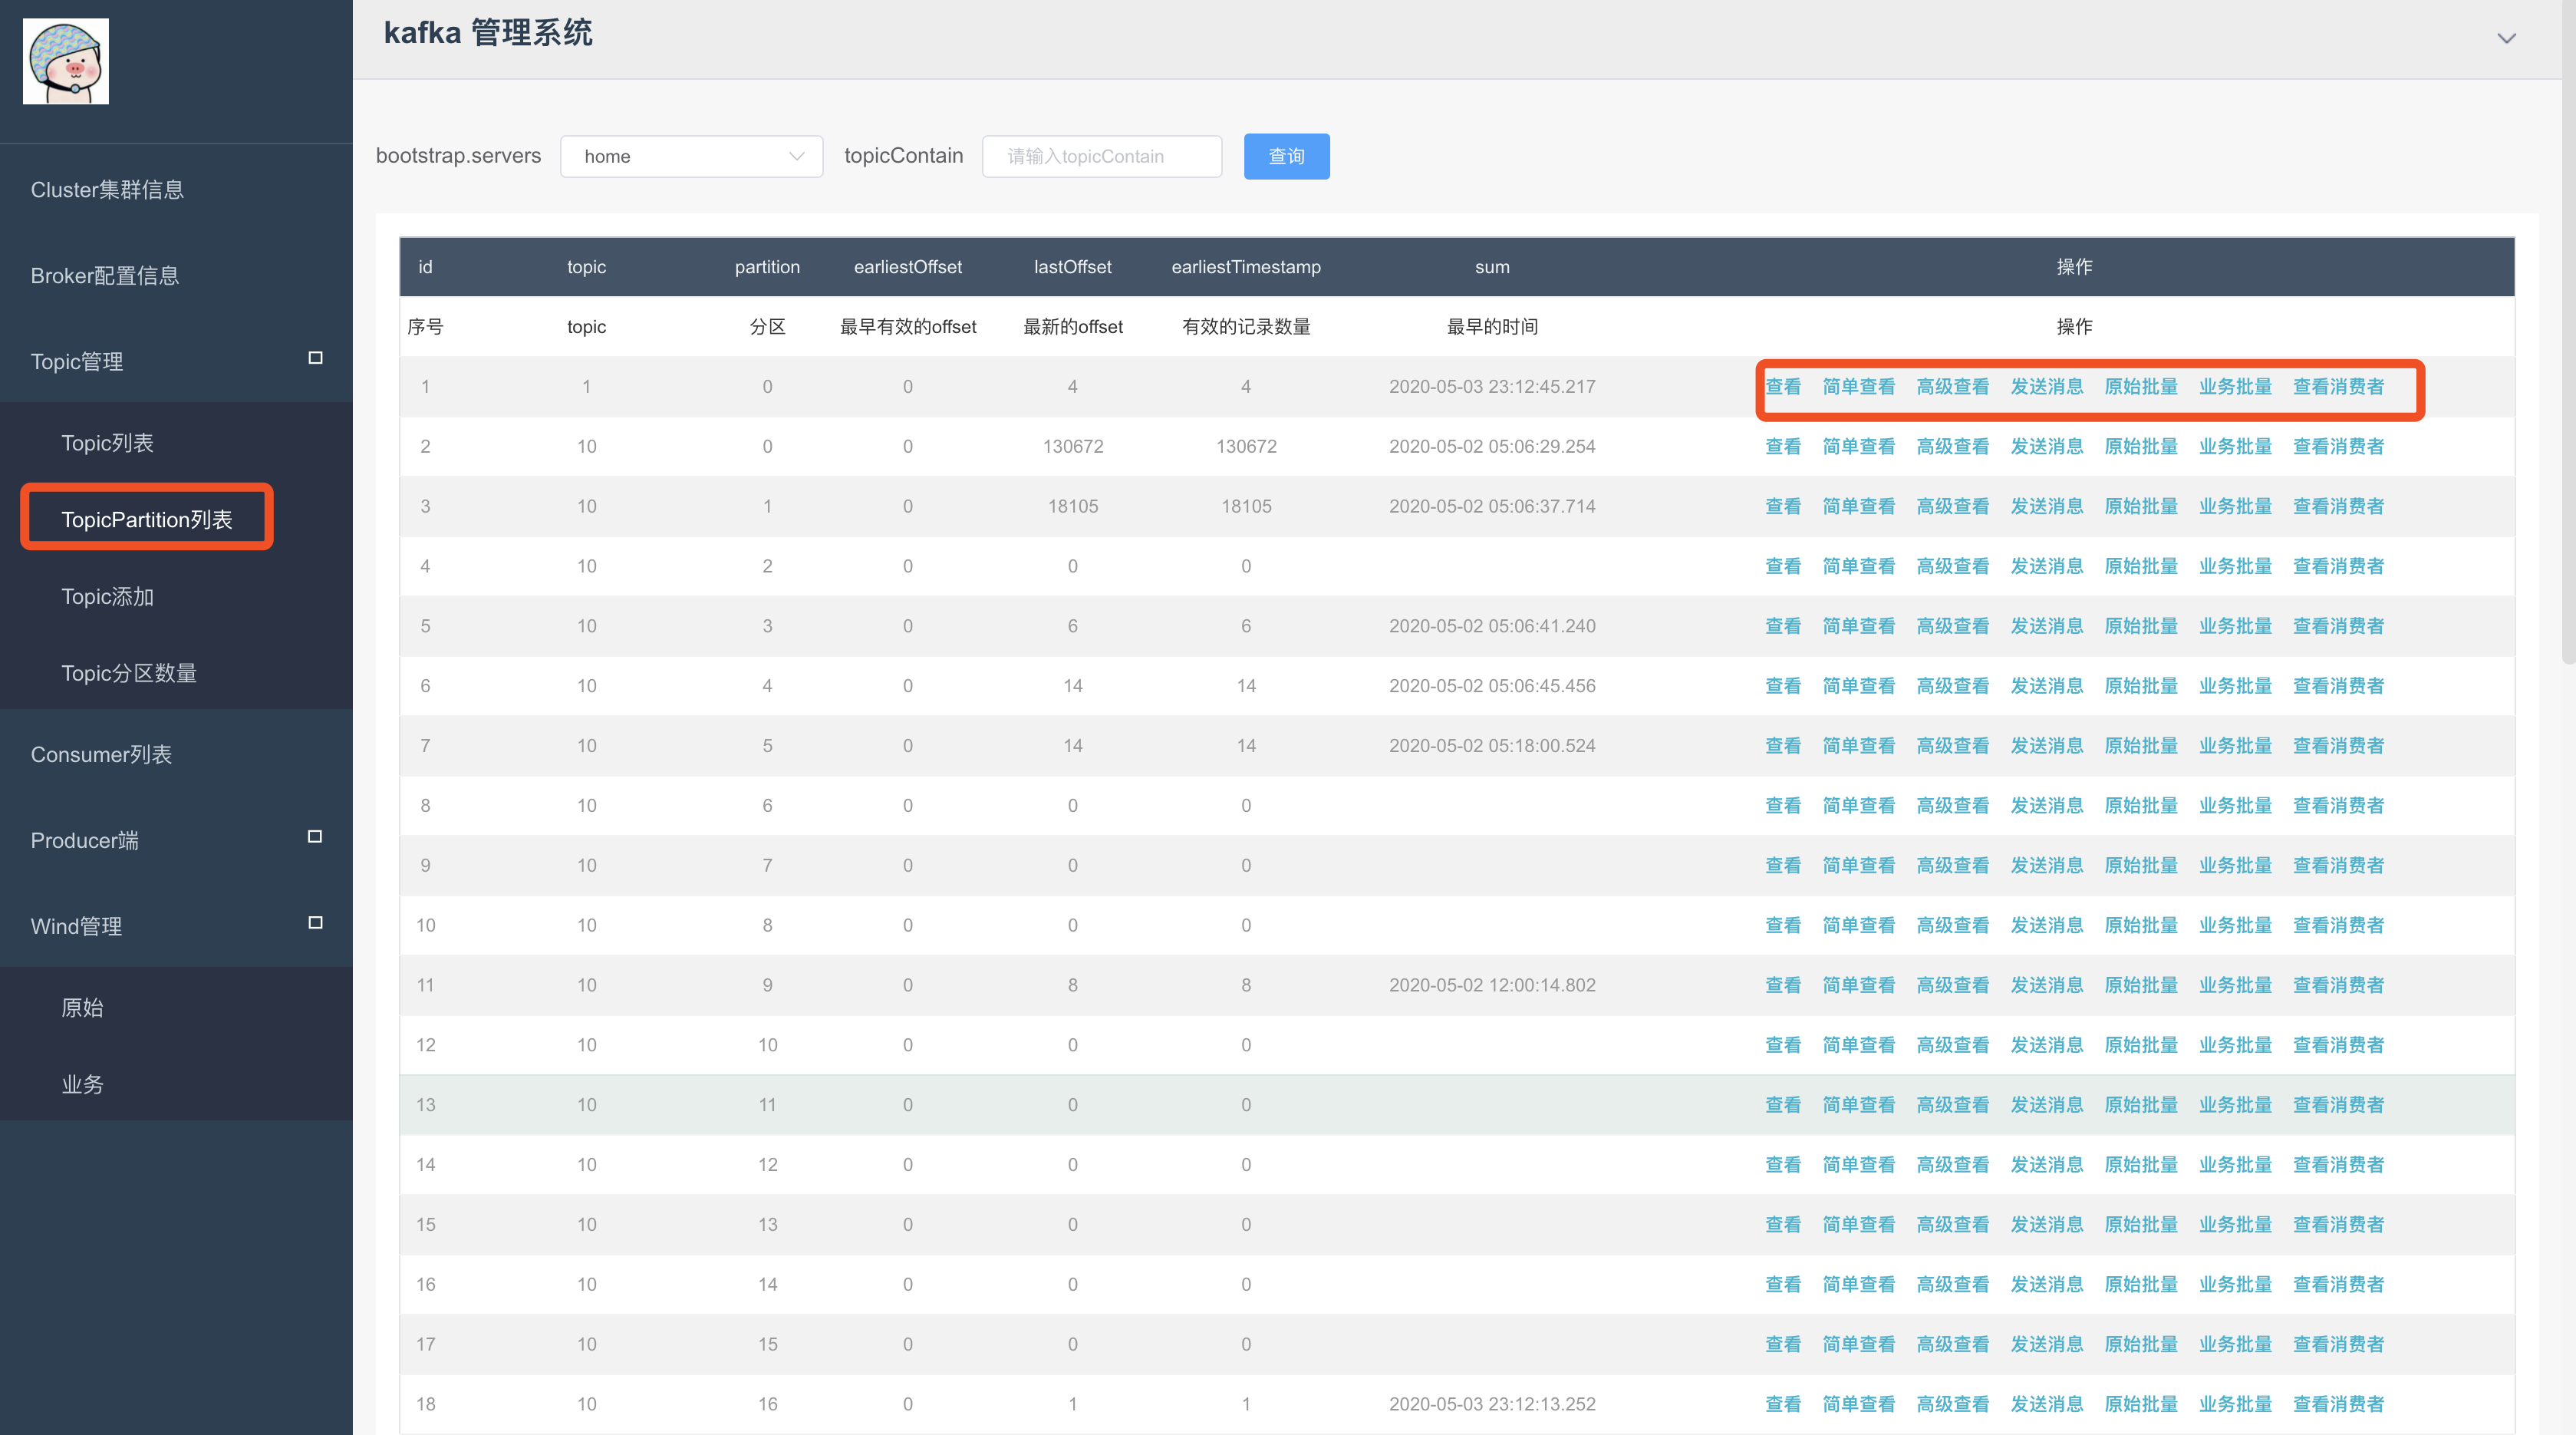 kafka 管理系统
Cluster集群信息
Broker配置信息
Topic管理
Topic列表
TopicPartition列表
Topic添加
Topic分区数量
Consumer列表
Producer端
Wind管理
原始
业务
bootstrap.servers home topicContain 请输入topicContain 查询
id topic partition earliestOffset lastOffset earliestTimestamp sum 操作
序号 topic 分区 最早有效的offset 最新的offset 有效的记录数量 最早的时间 操作
1 1 0 0 4 4 2020-05-03 23:12:45.217 查看 简单查看 高级查看 发送消息 原始批量 业务批量 查看消费者
2 10 0 0 130672 130672 2020-05-02 05:06:29.254 查看 简单查看 高级查看 发送消息 原始批量 业务批量 查看消费者
3 10 1 0 18105 18105 2020-05-02 05:06:37.714 查看 简单查看 高级查看 发送消息 原始批量 业务批量 查看消费者
4 10 2 0 0 0 查看 简单查看 高级查看 发送消息 原始批量 业务批量 查看消费者
5 10 3 0 6 6 2020-05-02 05:06:41.240 查看 简单查看 高级查看 发送消息 原始批量 业务批量 查看消费者
6 10 4 0 14 14 2020-05-02 05:06:45.456 查看 简单查看 高级查看 发送消息 原始批量 业务批量 查看消费者
7 10 5 0 14 14 2020-05-02 05:18:00.524 查看 简单查看 高级查看 发送消息 原始批量 业务批量 查看消费者
8 10 6 0 0 0 查看 简单查看 高级查看 发送消息 原始批量 业务批量 查看消费者
9 10 7 0 0 0 查看 简单查看 高级查看 发送消息 原始批量 业务批量 查看消费者
10 10 8 0 0 0 查看 简单查看 高级查看 发送消息 原始批量 业务批量 查看消费者
11 10 9 0 8 8 2020-05-02 12:00:14.802 查看 简单查看 高级查看 发送消息 原始批量 业务批量 查看消费者
12 10 10 0 0 0 查看 简单查看 高级查看 发送消息 原始批量 业务批量 查看消费者
13 10 11 0 0 0 查看 简单查看 高级查看 发送消息 原始批量 业务批量 查看消费者
14 10 12 0 0 0 查看 简单查看 高级查看 发送消息 原始批量 业务批量 查看消费者
15 10 13 0 0 0 查看 简单查看 高级查看 发送消息 原始批量 业务批量 查看消费者
16 10 14 0 0 0 查看 简单查看 高级查看 发送消息 原始批量 业务批量 查看消费者
17 10 15 0 0 0 查看 简单查看 高级查看 发送消息 原始批量 业务批量 查看消费者
18 10 16 0 1 1 2020-05-03 23:12:13.252 查看 简单查看 高级查看 发送消息 原始批量 业务批量 查看消费者